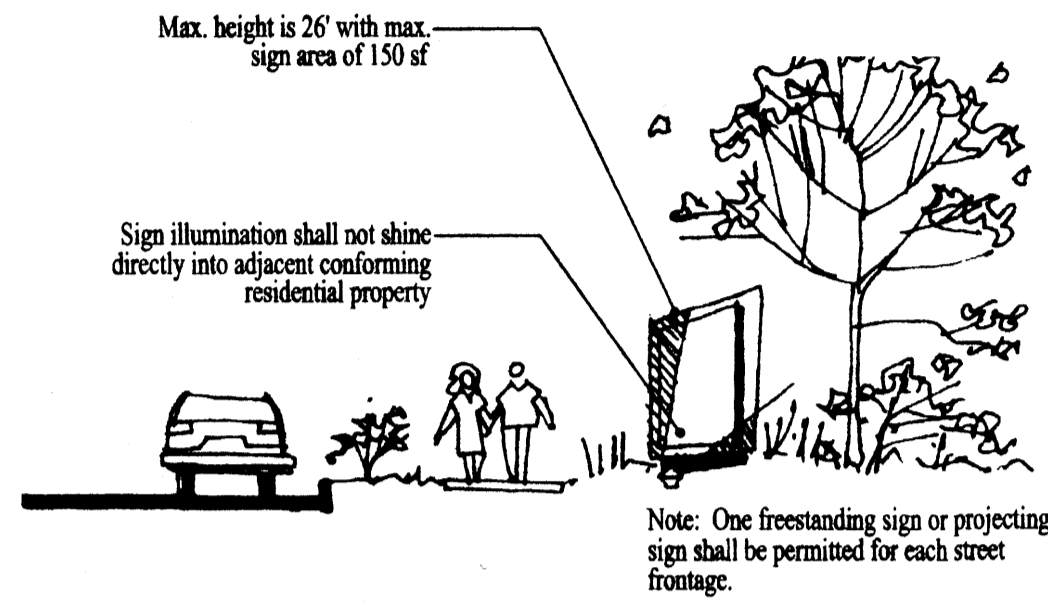 Max. height is 26' with max.
sign area of 150 sf
Sign illumination shall not shine
directly into adjacent conforming
residential property
Note: One freestanding sign or projecting
sign shall be permitted for each street
frontage.